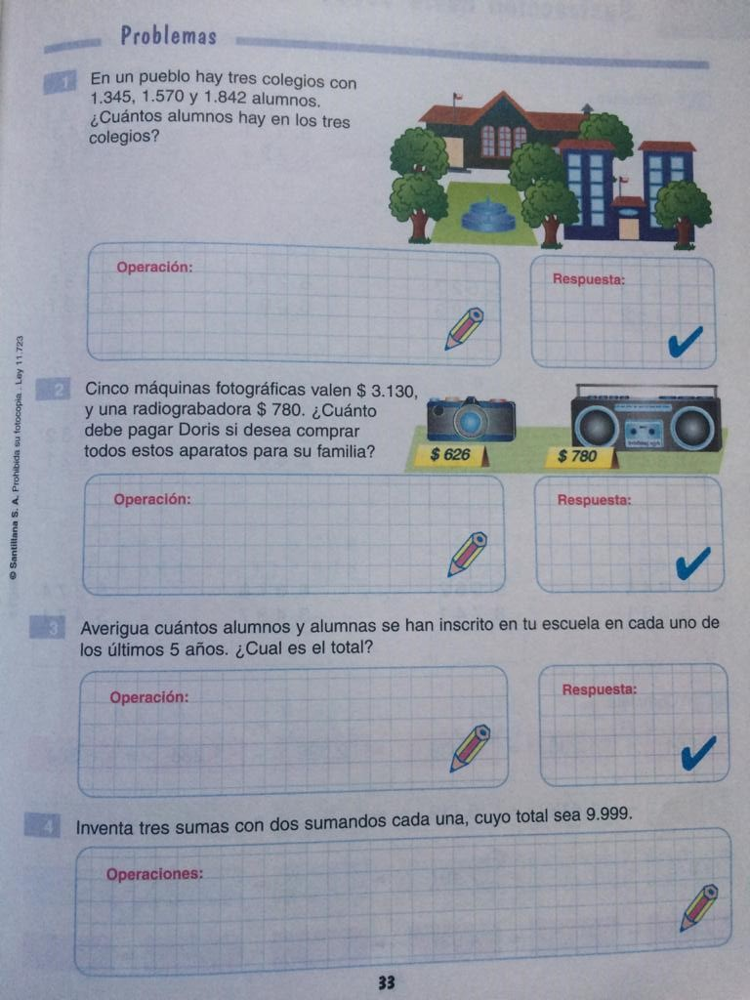 Problemas
1
En un pueblo hay tres colegios con
1.345, 1.570 y 1.842 alumnos.
¿Cuántos alumnos hay en los tres
colegios?
Operación:
Respuesta:
2
Cinco máquinas fotográficas valen $ 3.130,
y una radiograbadora $ 780. ¿Cuánto
debe pagar Doris si desea comprar
todos estos aparatos para su familia?
$ 626
$ 780
Operación:
Respuesta:
3
Averigua cuántos alumnos y alumnas se han inscrito en tu escuela en cada uno de
los últimos 5 años. ¿Cual es el total?
Operación:
Respuesta:
4
Inventa tres sumas con dos sumandos cada una, cuyo total sea 9.999.
Operaciones:
© Santillana S. A. Prohibida su fotocopia . Ley 11.723
33